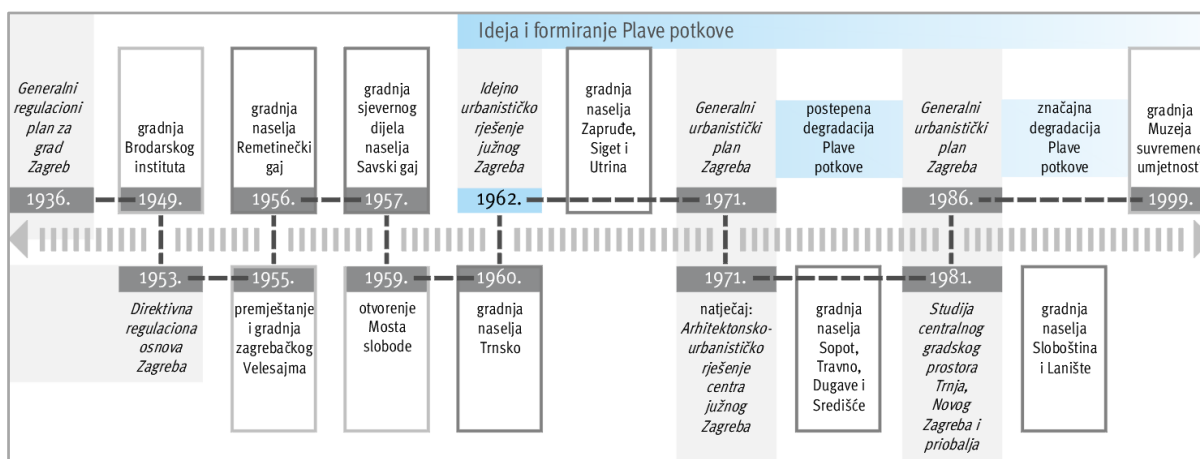 Ideja i formiranje Plave potkove
Generalni
regulacioni
plan za
grad
Zagreb
1936.
gradnja
Brodarskog
instituta
1949.
gradnja
naselja
Remetinečki
gaj
1956.
gradnja
sjevernog
dijela
naselja
Savski gaj
1957.
Idejno
urbanističko
rješenje
južnog
Zagreba
1962.
gradnja
naselja
Zapruđe,
Siget i
Utrina
Generalni
urbanistički
plan
Zagreba
1971.
postepena
degradacija
Plave
potkove
Generalni
urbanistički
plan
Zagreba
1986.
značajna
degradacija
Plave
potkove
gradnja
Muzeja
suvremene
umjetnosti
1999.
1953.
Direktivna
regulaciona
osnova
Zagreba
1955.
premještanje
i gradnja
zagrebačkog
Velesajma
1959.
otvorenje
Mosta
slobode
1960.
gradnja
naselja
Trnsko
1971.
natječaj:
Arhitektonsko-
urbanističko
rješenje
centra
južnog
Zagreba
gradnja
naselja
Sopot,
Travno,
Dugave i
Središće
1981.
Studija
centralnog
gradskog
prostora
Trnja,
Novog
Zagreba i
priobalja
gradnja
naselja
Sloboština
i Lanište